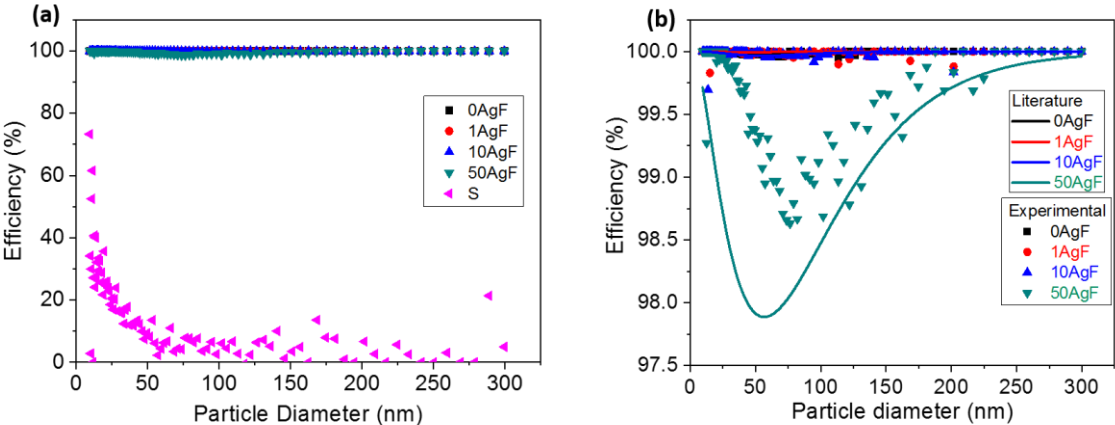 (a)
100
80
60
40
20
0
Efficiency (%)
0 50 100 150 200 250 300
Particle Diameter (nm)
0AgF
1AgF
10AgF
50AgF
S
(b)
100.0
99.5
99.0
98.5
98.0
97.5
Efficiency (%)
0 50 100 150 200 250 300
Particle diameter (nm)
Literature
0AgF
1AgF
10AgF
50AgF
Experimental
0AgF
1AgF
10AgF
50AgF